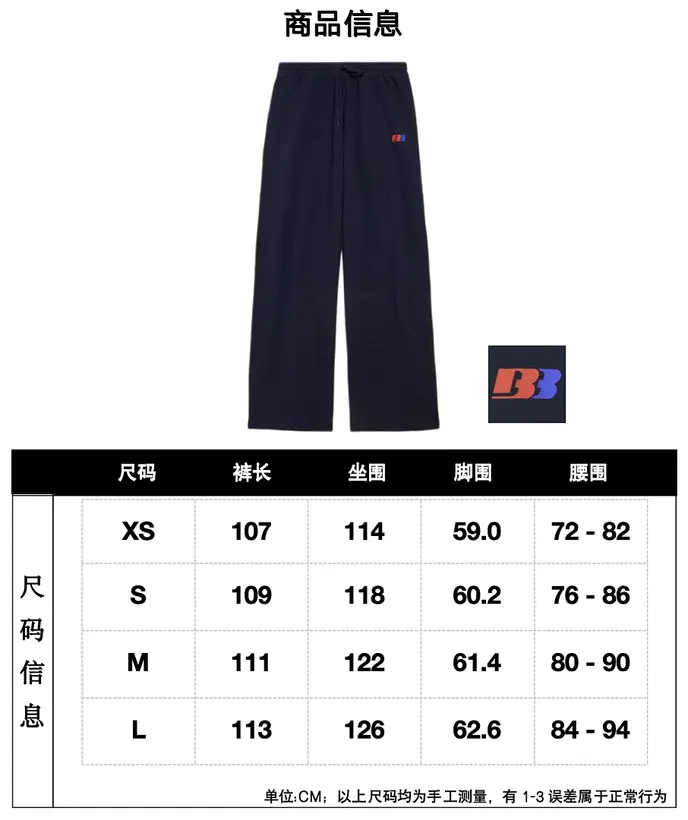 商品信息
B3
尺码 裤长 坐围 脚围 腰围
尺码信息
XS 107 114 59.0 72 - 82
S 109 118 60.2 76 - 86
M 111 122 61.4 80 - 90
L 113 126 62.6 84 - 94
单位:CM；以上尺码均为手工测量，有 1-3 误差属于正常行为